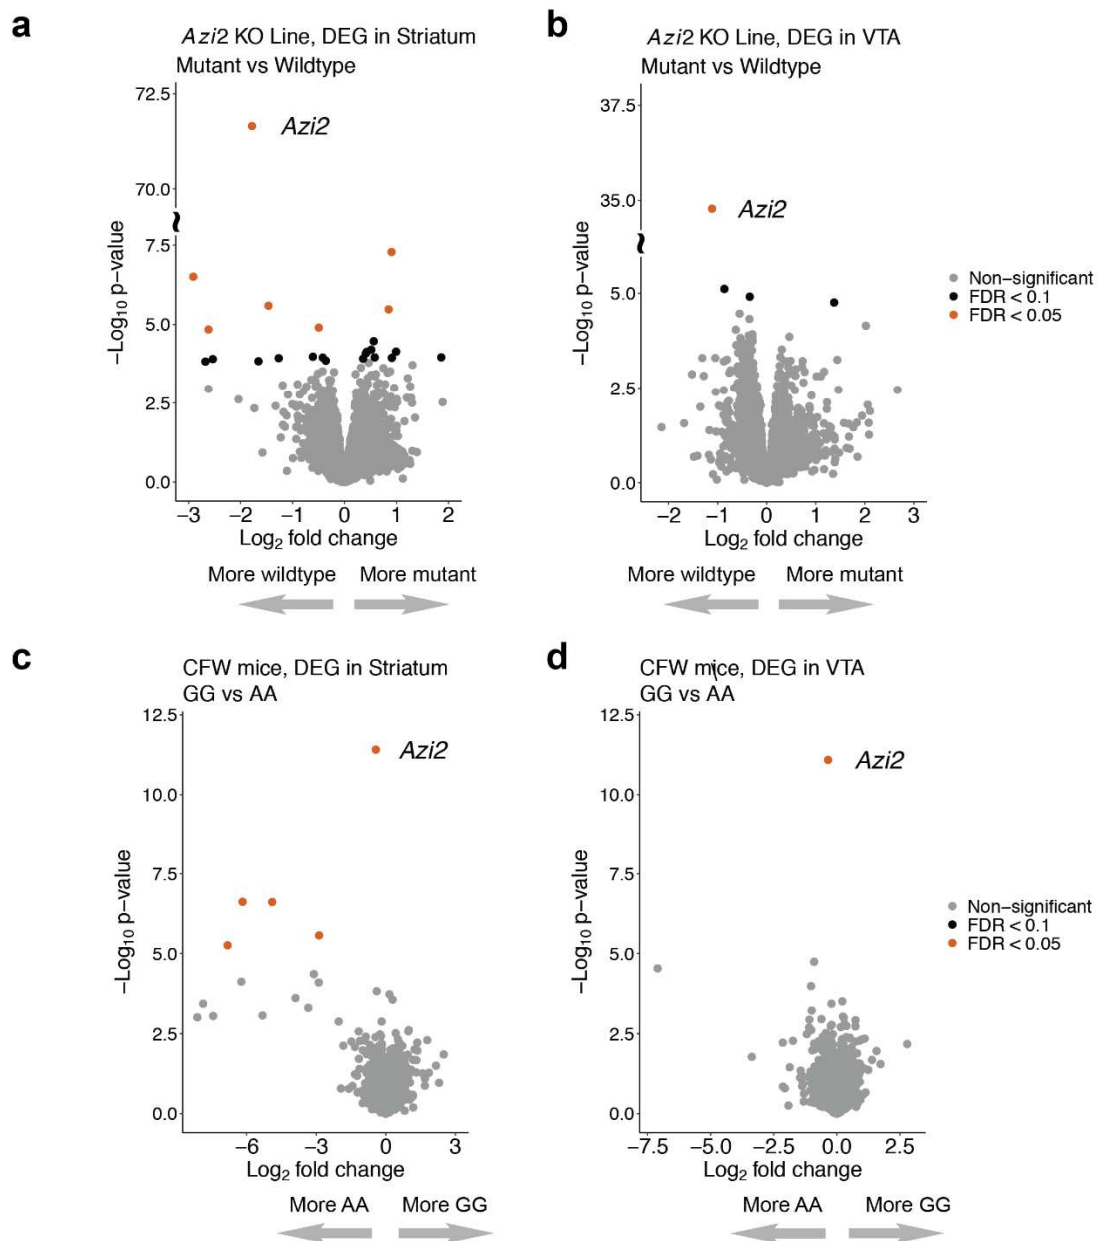 a
Azi2 KO Line, DEG in Striatum
Mutant vs Wildtype
72.5
Azi2
70.0
7.5
5.0
2.5
0.0
−Log10 p−value
−3 −2 −1 0 1 2
Log2 fold change
More wildtype More mutant
b
Azi2 KO Line, DEG in VTA
Mutant vs Wildtype
37.5
35.0
Azi2
5.0
2.5
0.0
−Log10 p−value
−2 −1 0 1 2 3
Log2 fold change
More wildtype More mutant
Non−significant
FDR < 0.1
FDR < 0.05
c
CFW mice, DEG in Striatum
GG vs AA
12.5
Azi2
10.0
7.5
5.0
2.5
0.0
−Log10 p−value
−6 −3 0 3
Log2 fold change
More AA More GG
d
CFW mice, DEG in VTA
GG vs AA
12.5
Azi2
10.0
7.5
5.0
2.5
0.0
−Log10 p−value
−7.5 −5.0 −2.5 0.0 2.5
Log2 fold change
More AA More GG
Non−significant
FDR < 0.1
FDR < 0.05